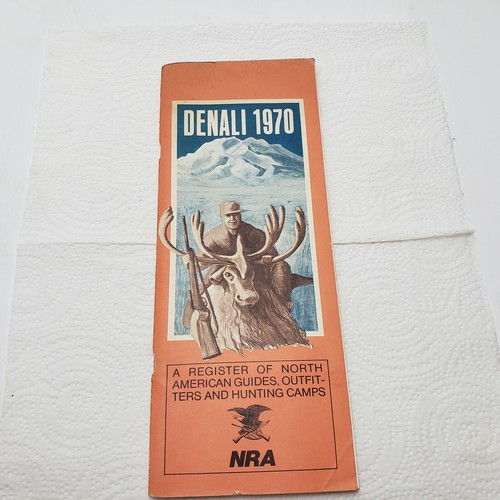 DENALI 1970
A REGISTER OF NORTH
AMERICAN GUIDES, OUTFIT-
TERS AND HUNTING CAMPS
NRA